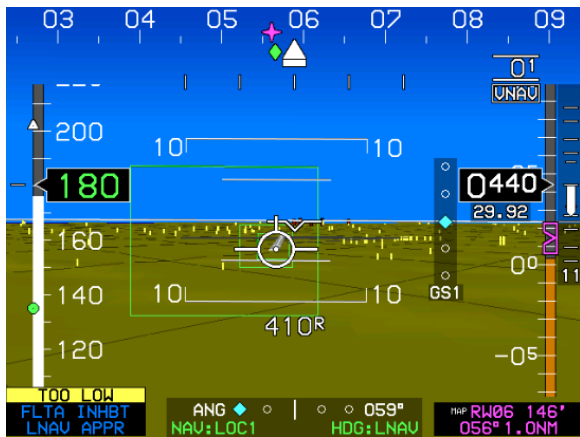 03 04 05 06 07 08 09
01
VNAV
200
10 10
180
0440
29.92
160
00
140
10 10
11
GS1
410R
120
-05
TOO LOW
FLTA INHBT
LNAV APPR
ANG 059°
NAV:LOC1 HDG:LNAV
MAP RW06 146'
056° 1.0NM